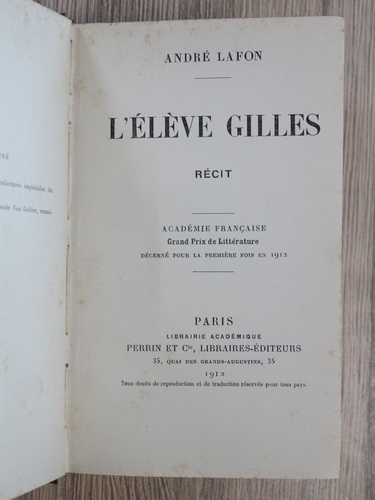 ANDRÉ LAFON
L'ÉLÈVE GILLES
RÉCIT
ACADÉMIE FRANÇAISE
Grand Prix de Littérature
DÉCERNÉ POUR LA PREMIÈRE FOIS EN 1912
PARIS
LIBRAIRIE ACADÉMIQUE
PERRIN ET Cie, LIBRAIRES-ÉDITEURS
35, QUAI DES GRANDS-AUGUSTINS, 35
1912
Tous droits de reproduction et de traduction réservés pour tous pays.